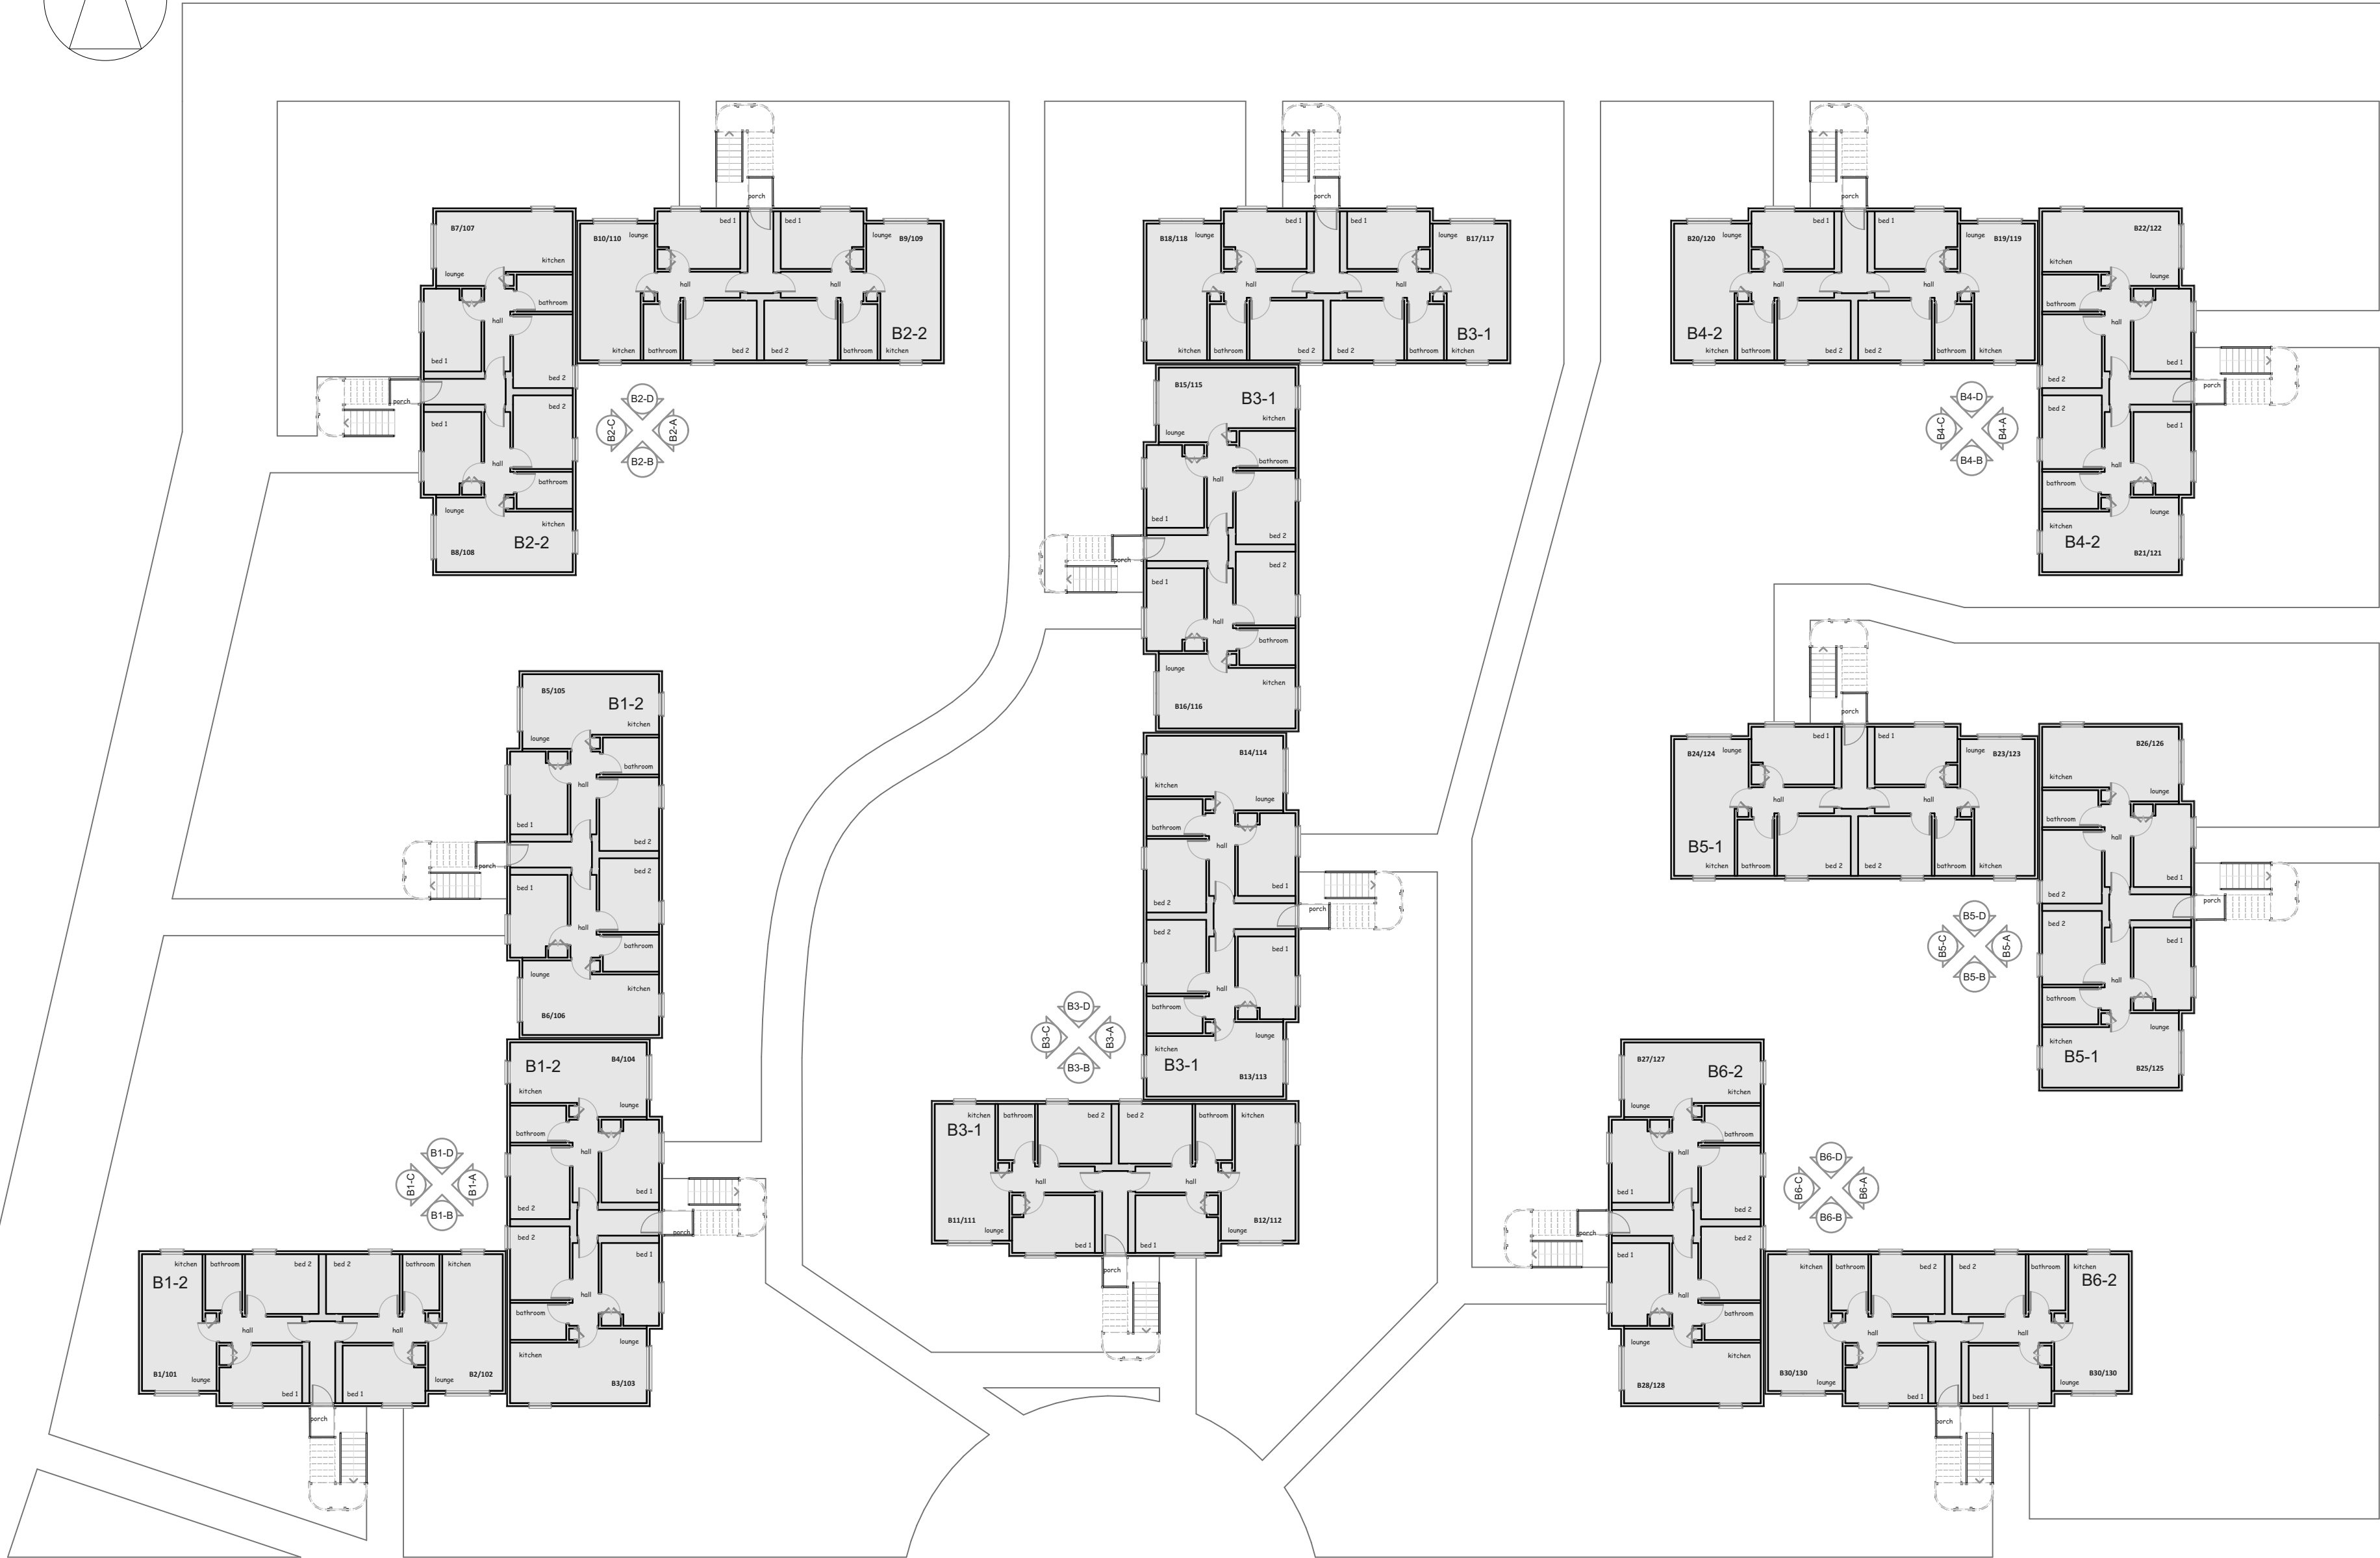 porch
B7/107
kitchen
lounge
bathroom
hall
bed 1
bed 2
porch
bed 1
bed 2
hall
bathroom
lounge
kitchen
B2-2
B8/108
B10/110
lounge
bed 1
bed 1
lounge
B9/109
hall
hall
B2-2
kitchen
bathroom
bed 2
bed 2
bathroom
kitchen
B2-D
B2-C
B2-A
B2-B
porch
B18/118
lounge
bed 1
bed 1
lounge
B17/117
hall
hall
B3-1
kitchen
bathroom
bed 2
bed 2
bathroom
kitchen
B15/115
B3-1
kitchen
lounge
bathroom
hall
bed 1
bed 2
porch
bed 1
bed 2
hall
bathroom
lounge
kitchen
B16/116
B14/114
kitchen
lounge
bathroom
hall
bed 1
bed 2
porch
bed 2
bed 1
hall
bathroom
lounge
kitchen
B3-1
B13/113
B3-D
B3-C
B3-A
B3-B
kitchen
bathroom
bed 2
bed 2
bathroom
kitchen
B3-1
hall
hall
B11/111
lounge
bed 1
bed 1
lounge
B12/112
porch
porch
B20/120
lounge
bed 1
bed 1
lounge
B19/119
hall
hall
B4-2
kitchen
bathroom
bed 2
bed 2
bathroom
kitchen
B22/122
kitchen
lounge
bathroom
hall
bed 1
bed 2
porch
bed 2
bed 1
hall
bathroom
lounge
kitchen
B4-2
B21/121
B4-D
B4-C
B4-A
B4-B
porch
B24/124
lounge
bed 1
bed 1
lounge
B23/123
hall
hall
B5-1
kitchen
bathroom
bed 2
bed 2
bathroom
kitchen
B26/126
kitchen
lounge
bathroom
hall
bed 1
bed 2
porch
bed 2
bed 1
hall
bathroom
lounge
kitchen
B5-1
B25/125
B5-D
B5-C
B5-A
B5-B
B5/105
B1-2
kitchen
lounge
bathroom
hall
bed 1
bed 2
porch
bed 1
bed 2
hall
bathroom
lounge
kitchen
B6/106
B1-2
B4/104
kitchen
lounge
bathroom
hall
bed 1
bed 2
porch
bed 2
bed 1
hall
bathroom
lounge
kitchen
B3/103
B1-D
B1-C
B1-A
B1-B
kitchen
bathroom
bed 2
bed 2
bathroom
kitchen
B1-2
hall
hall
B1/101
lounge
bed 1
bed 1
lounge
B2/102
porch
B27/127
B6-2
kitchen
lounge
bathroom
hall
bed 1
bed 2
porch
bed 1
bed 2
hall
bathroom
lounge
kitchen
B28/128
B6-D
B6-C
B6-A
B6-B
kitchen
bathroom
bed 2
bed 2
bathroom
kitchen
B6-2
hall
hall
B30/130
lounge
bed 1
bed 1
lounge
B30/130
porch